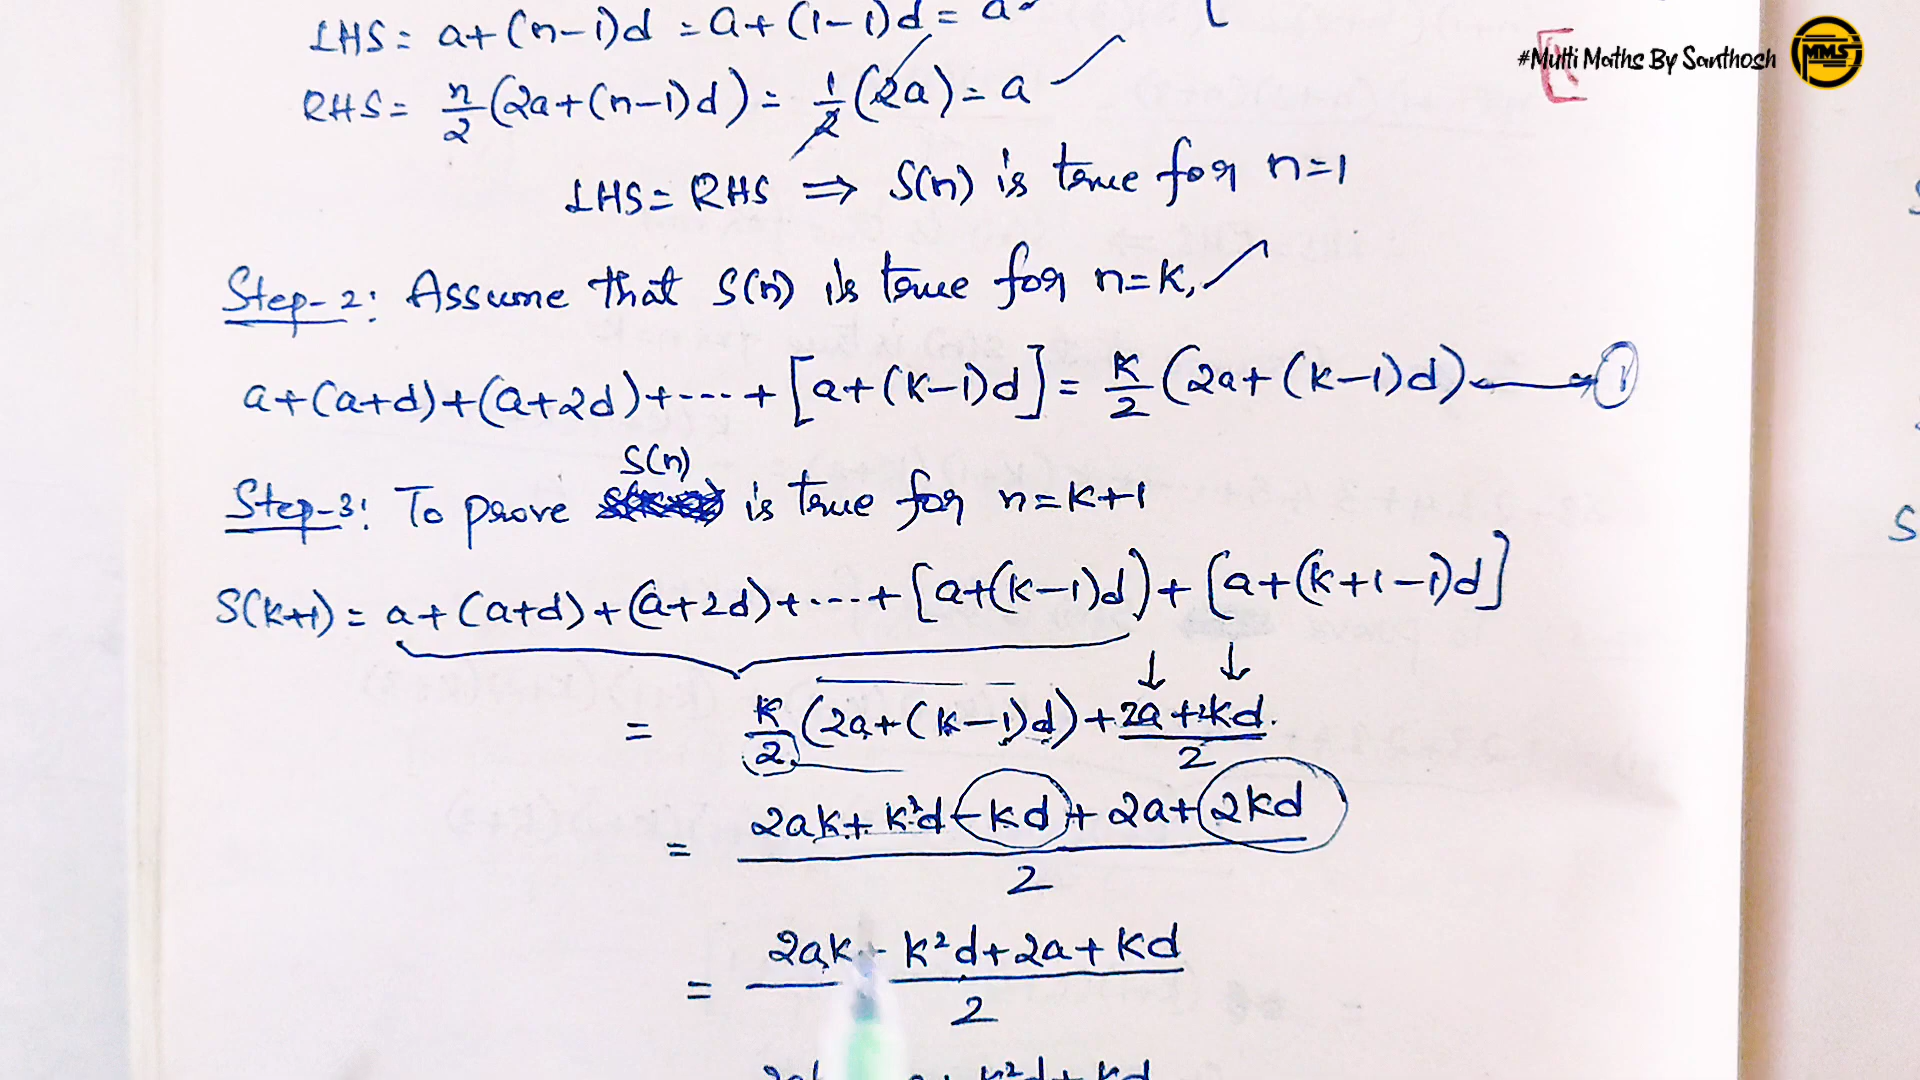 LHS = a+(n-1)d = a+(1-1)d = a
#Multi Maths By Santhosh MMS
RHS = n/2 (2a+(n-1)d) = 1/2 (2a) = a
LHS = RHS ⇒ S(n) is true for n=1
Step-2: Assume that S(n) is true for n=k,
a+(a+d)+(a+2d)+---+[a+(k-1)d] = k/2 (2a+(k-1)d) ① 
S(n)
Step-3: To prove is true for n=k+1
S(k+1) = a+(a+d)+(a+2d)+---+[a+(k-1)d)+[a+(k+1-1)d]
= k/2 (2a+(k-1)d)+ 2a+2kd/2
= 2ak+k²d-kd+2a+2kd/2
= 2ak+k²d+2a+kd/2